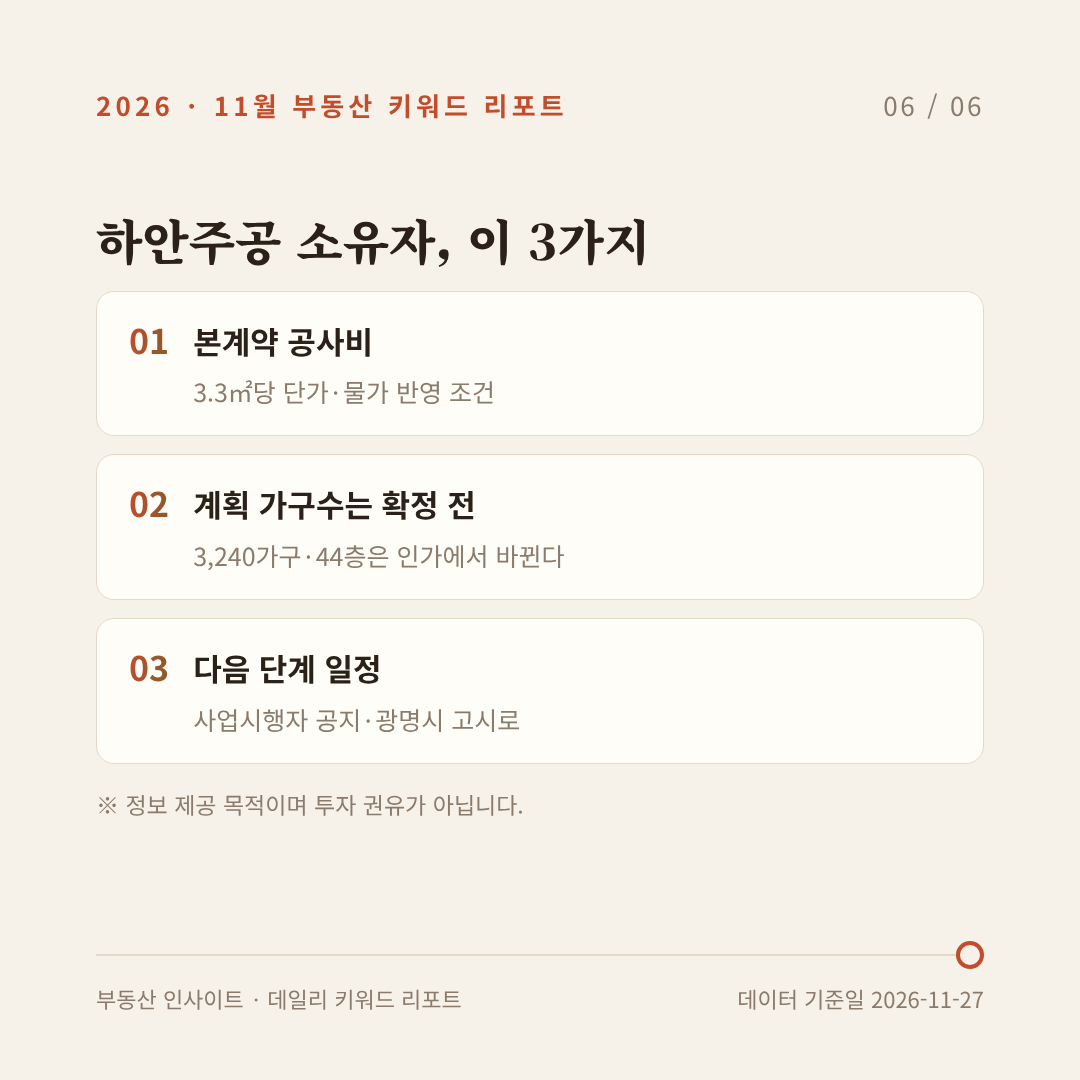 2026 · 11월 부동산 키워드 리포트
06 / 06
하안주공 소유자, 이 3가지
01 본계약 공사비
3.3㎡당 단가·물가 반영 조건
02 계획 가구수는 확정 전
3,240가구·44층은 인가에서 바뀐다
03 다음 단계 일정
사업시행자 공지·광명시 고시로
※ 정보 제공 목적이며 투자 권유가 아닙니다.
부동산 인사이트 · 데일리 키워드 리포트
데이터 기준일 2026-11-27